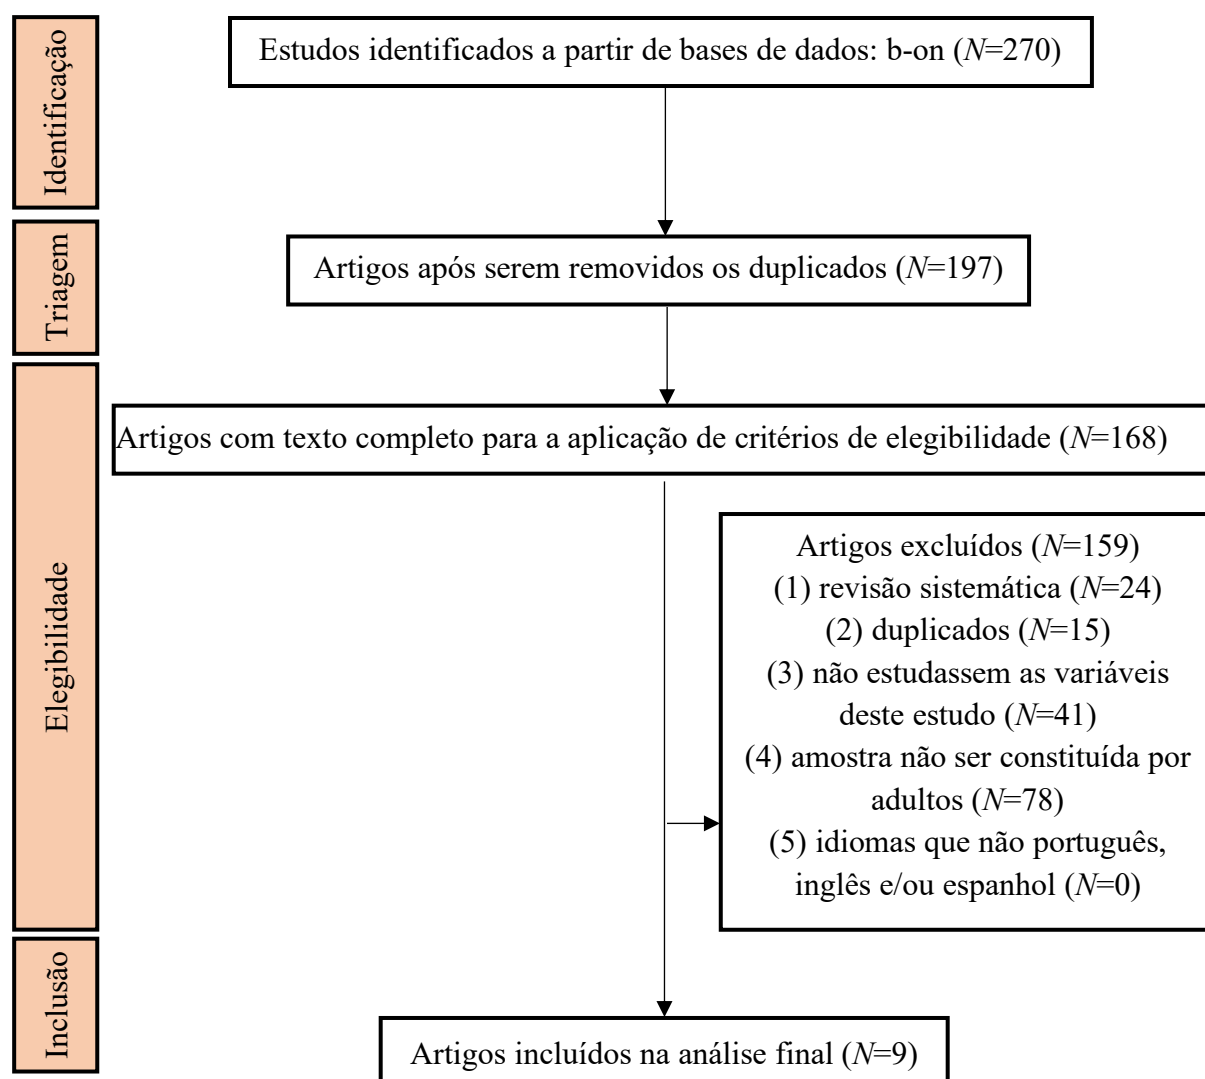 Identificação
Estudos identificados a partir de bases de dados: b-on (N=270)
Triagem
Artigos após serem removidos os duplicados (N=197)
Elegibilidade
Artigos com texto completo para a aplicação de critérios de elegibilidade (N=168)
Artigos excluídos (N=159)
(1) revisão sistemática (N=24)
(2) duplicados (N=15)
(3) não estudassem as variáveis
deste estudo (N=41)
(4) amostra não ser constituída por
adultos (N=78)
(5) idiomas que não português,
inglês e/ou espanhol (N=0)
Inclusão
Artigos incluídos na análise final (N=9)